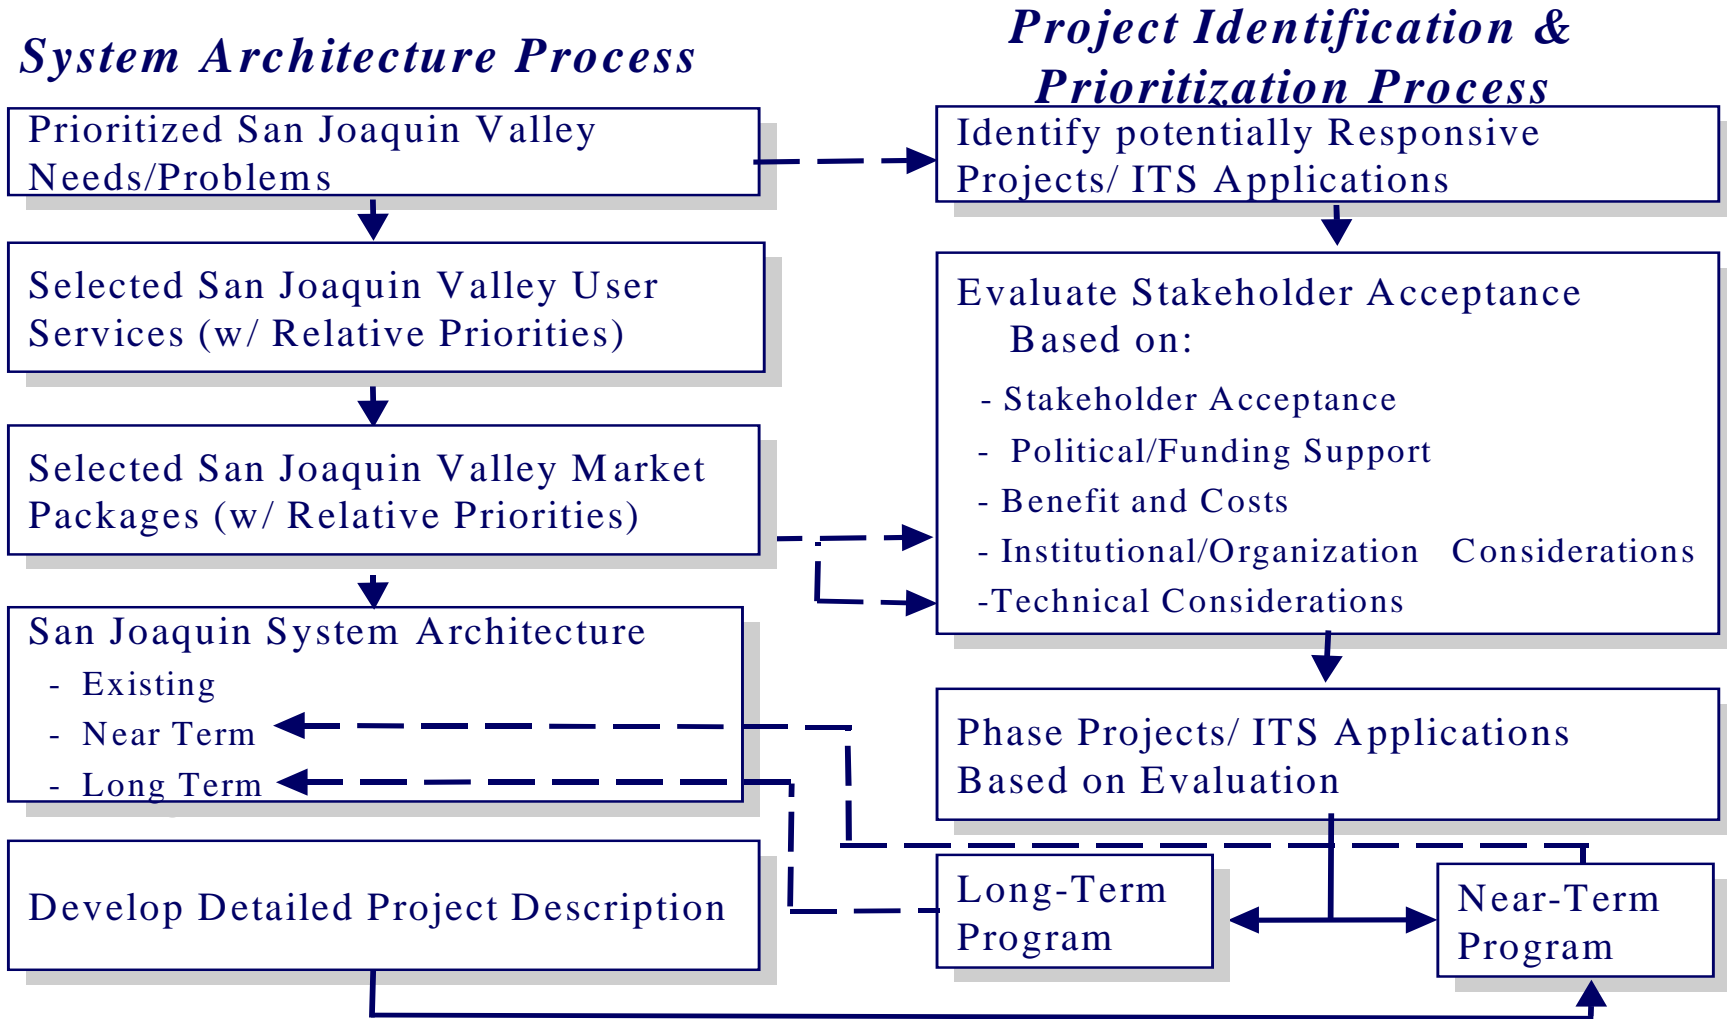 System Architecture Process
Prioritized San Joaquin Valley
Needs/Problems
Selected San Joaquin Valley User
Services (w/ Relative Priorities)
Selected San Joaquin Valley Market
Packages (w/ Relative Priorities)
San Joaquin System Architecture
- Existing
- Near Term
- Long Term
Develop Detailed Project Description
Project Identification &
Prioritization Process
Identify potentially Responsive
Projects/ ITS Applications
Evaluate Stakeholder Acceptance
Based on:
- Stakeholder Acceptance
- Political/Funding Support
- Benefit and Costs
- Institutional/Organization Considerations
-Technical Considerations
Phase Projects/ ITS Applications
Based on Evaluation
Long-Term
Program
Near-Term
Program